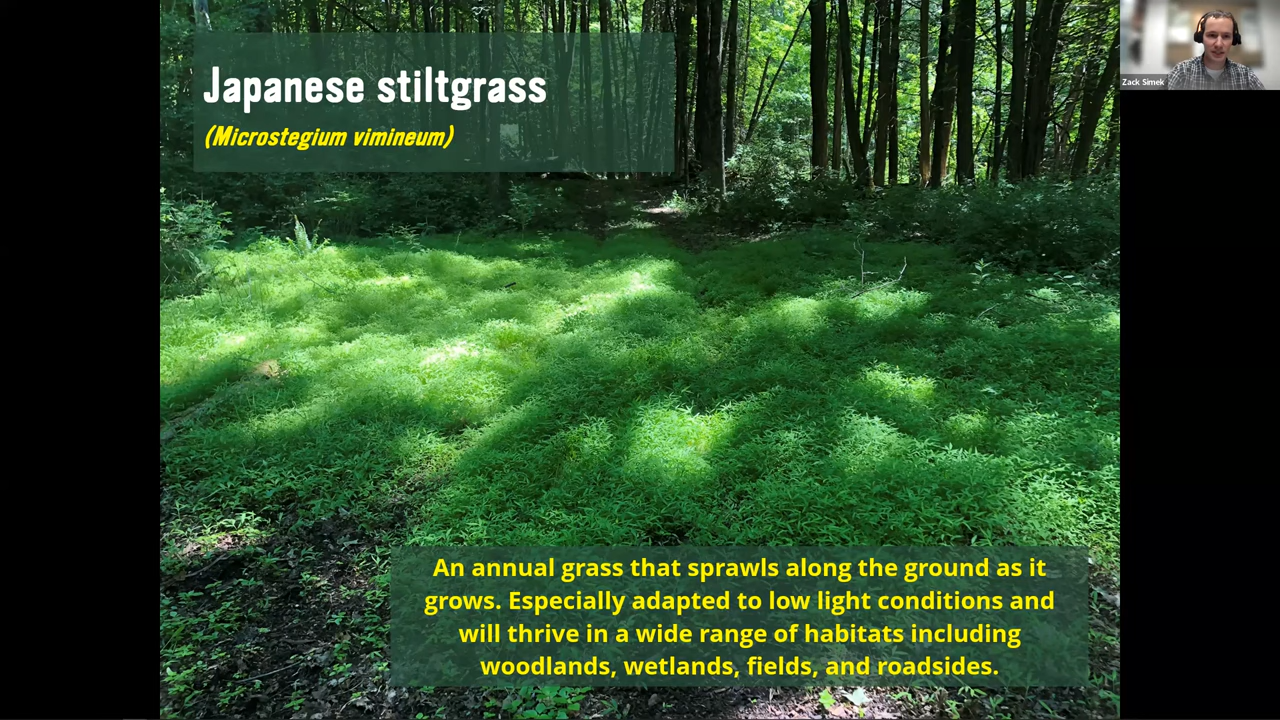 Japanese stiltgrass
(Microstegium vimineum)
Zack Simek
An annual grass that sprawls along the ground as it
grows. Especially adapted to low light conditions and
will thrive in a wide range of habitats including
woodlands, wetlands, fields, and roadsides.